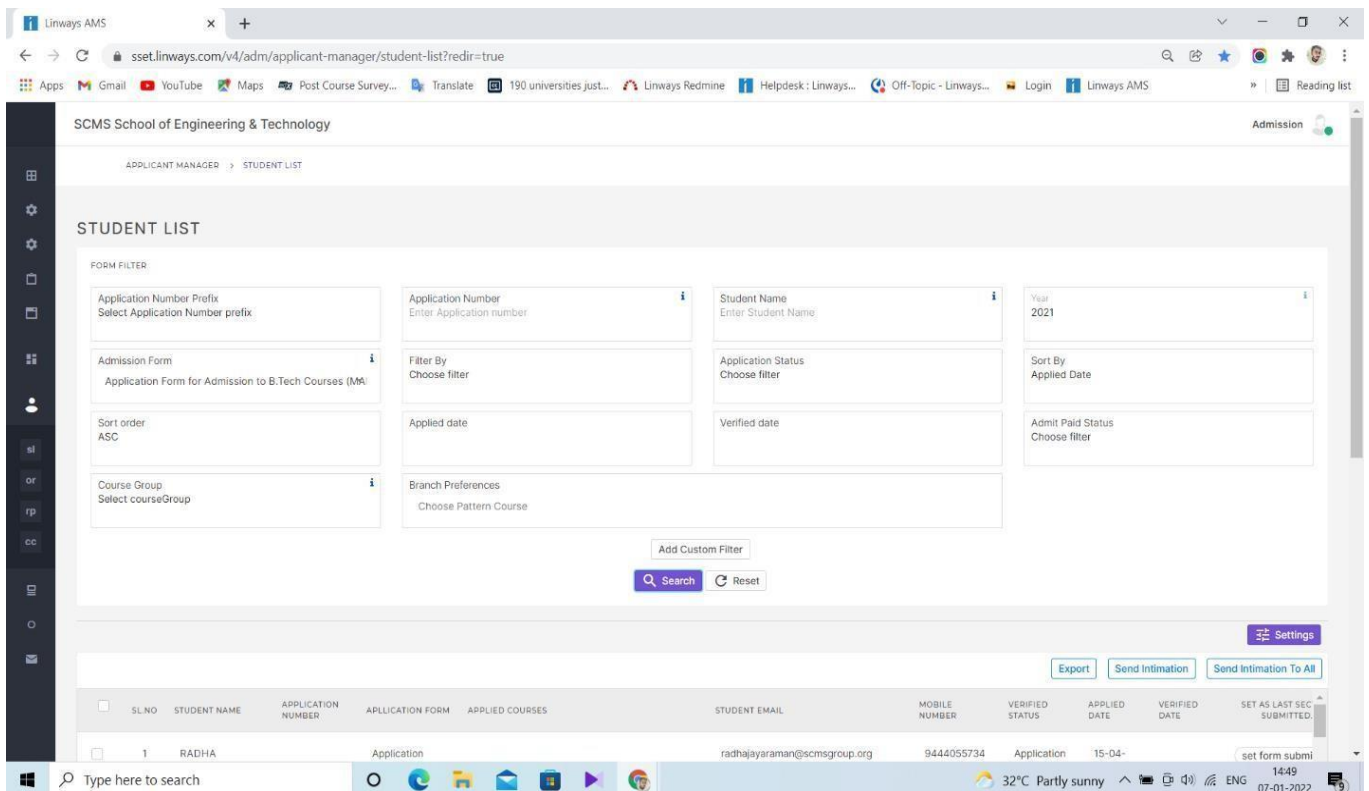 Linways AMS
sset.linways.com/v4/adm/applicant-manager/student-list?redir=true
Apps Gmail YouTube Maps Post Course Survey... Translate 190 universities just... Linways Redmine Helpdesk : Linways... Off-Topic - Linways... Login Linways AMS » Reading list
SCMS School of Engineering & Technology Admission
APPLICANT MANAGER > STUDENT LIST
STUDENT LIST
FORM FILTER
Application Number Prefix Application Number Student Name Year
Select Application Number prefix Enter Application number Enter Student Name 2021
Admission Form Filter By Application Status Sort By
Application Form for Admission to B.Tech Courses (MA Choose filter Choose filter Applied Date
Sort order Applied date Verified date Admit Paid Status
ASC Choose filter
sl
Course Group Branch Preferences
or
Select courseGroup Choose Pattern Course
rp
cc
Add Custom Filter
Search Reset
Settings
Export Send Intimation Send Intimation To All
SL.NO STUDENT NAME APPLICATION NUMBER APLLICATION FORM APPLIED COURSES STUDENT EMAIL MOBILE NUMBER VERIFIED STATUS APPLIED DATE VERIFIED DATE SET AS LAST SEC SUBMITTED.
1 RADHA Application radhajayaraman@scmsgroup.org 9444055734 Application 15-04- set form submi
Type here to search 32°C Partly sunny ENG 14:49
07-01-2022